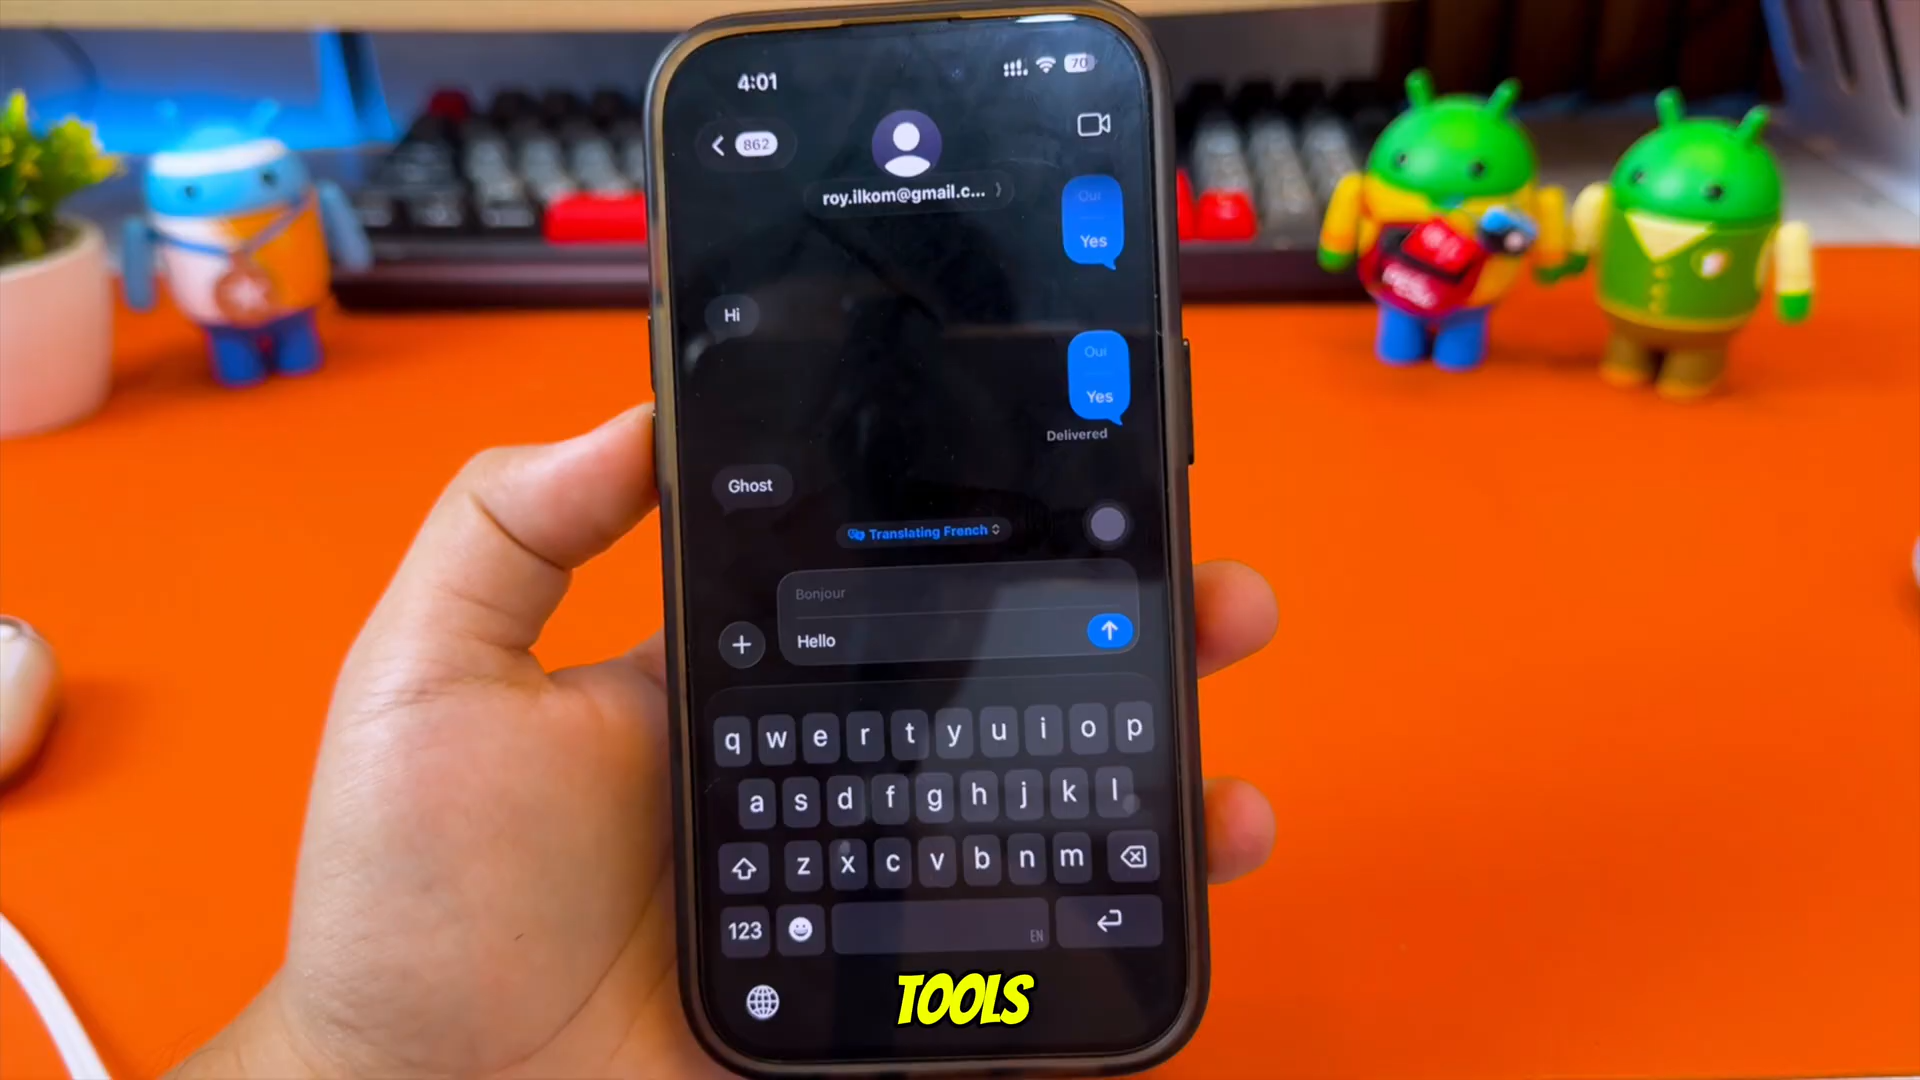 4:01
70
862
roy.ilkom@gmail.c...
Oui
Yes
Hi
Oui
Yes
Delivered
Ghost
Translating French
Bonjour
Hello
q w e r t y u i o p
a s d f g h j k l
z x c v b n m
123
EN
TOOLS